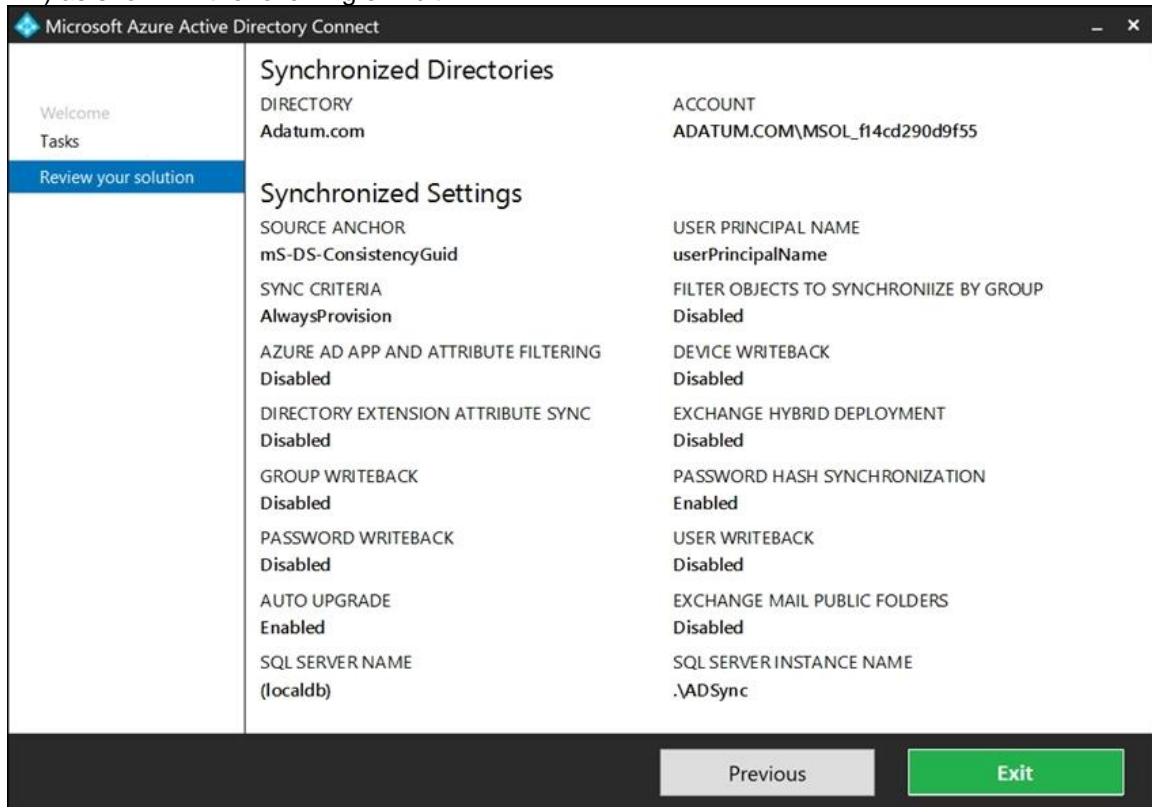 Microsoft Azure Active Directory Connect
Welcome
Tasks
Review your solution
Synchronized Directories
DIRECTORY
Adatum.com
ACCOUNT
ADATUM.COM\MSOL_f14cd290d9f55
Synchronized Settings
SOURCE ANCHOR
mS-DS-ConsistencyGuid
USER PRINCIPAL NAME
userPrincipalName
SYNC CRITERIA
AlwaysProvision
FILTER OBJECTS TO SYNCHRONIIZE BY GROUP
Disabled
AZURE AD APP AND ATTRIBUTE FILTERING
Disabled
DEVICE WRITEBACK
Disabled
DIRECTORY EXTENSION ATTRIBUTE SYNC
Disabled
EXCHANGE HYBRID DEPLOYMENT
Disabled
GROUP WRITEBACK
Disabled
PASSWORD HASH SYNCHRONIZATION
Enabled
PASSWORD WRITEBACK
Disabled
USER WRITEBACK
Disabled
AUTO UPGRADE
Enabled
EXCHANGE MAIL PUBLIC FOLDERS
Disabled
SQL SERVER NAME
(localdb)
SQL SERVER INSTANCE NAME
.\ADSync
Previous
Exit